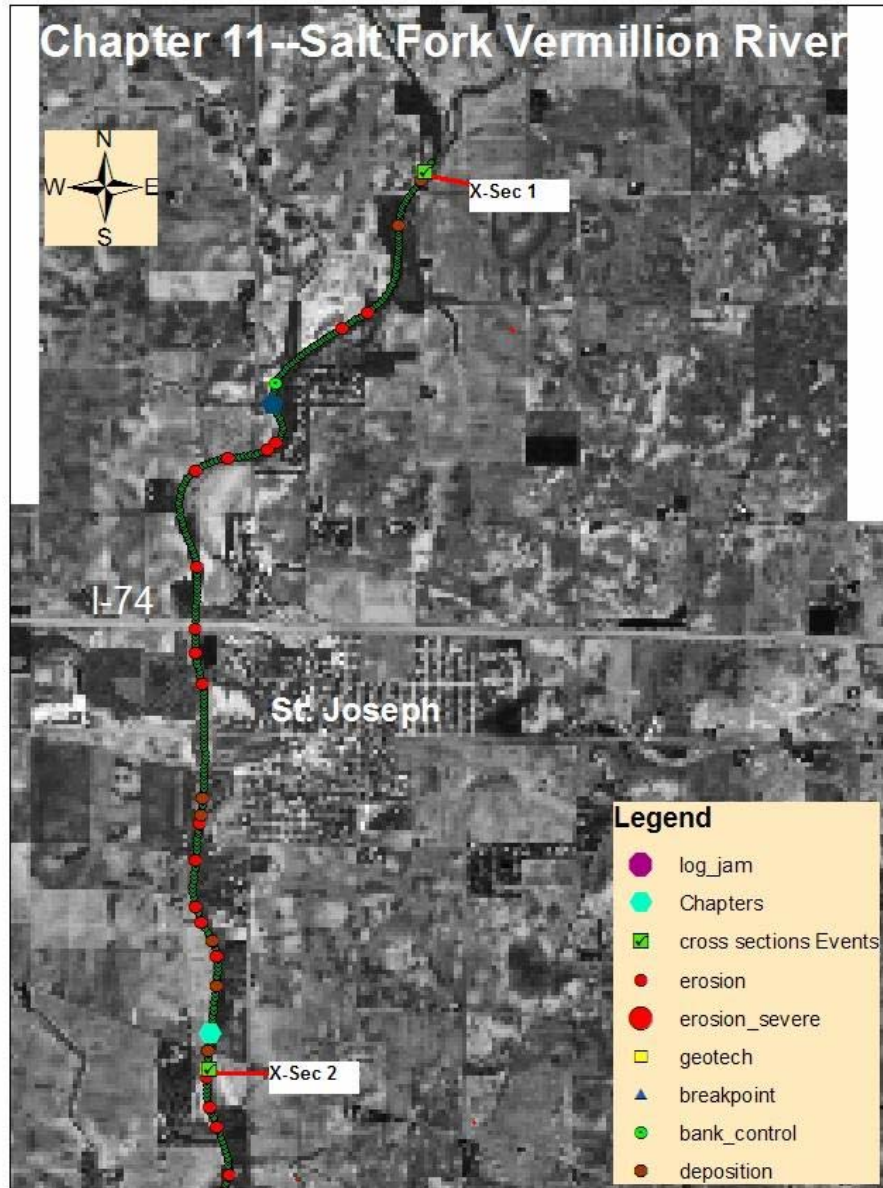 Chapter 11--Salt Fork Vermillion River
N
W E
S
X-Sec 1
I-74
St. Joseph
X-Sec 2
Legend
log_jam
Chapters
cross sections Events
erosion
erosion_severe
geotech
breakpoint
bank_control
deposition